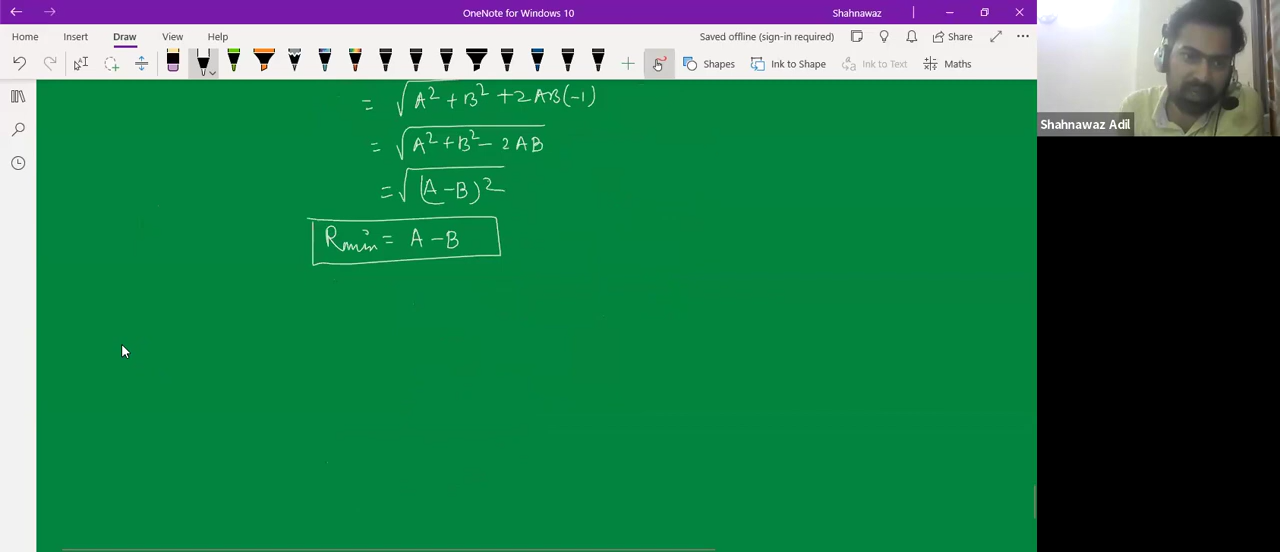 OneNote for Windows 10
Shahnawaz
Home Insert Draw View Help
Saved offline (sign-in required)
Share
Shapes
Ink to Shape
Ink to Text
Maths
= √A² + B² + 2AB(-1)
= √A² + B² - 2AB
= √(A - B)²
Rmin = A - B
Shahnawaz Adil